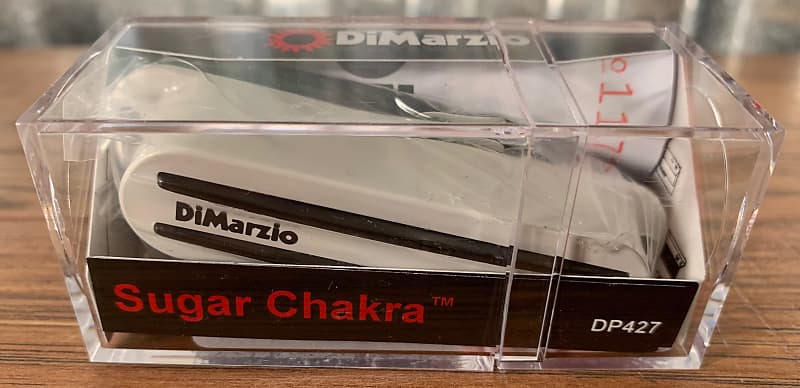 DiMarzio
DiMarzio
Sugar Chakra™
DP427